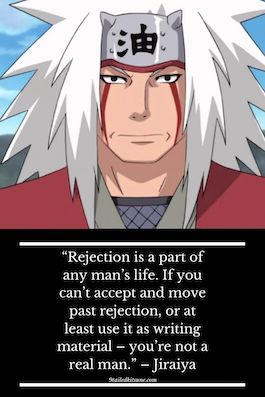 油
“Rejection is a part of
any man’s life. If you
can’t accept and move
past rejection, or at
least use it as writing
material – you’re not a
real man.” – Jiraiya
9tailedkitsune.com